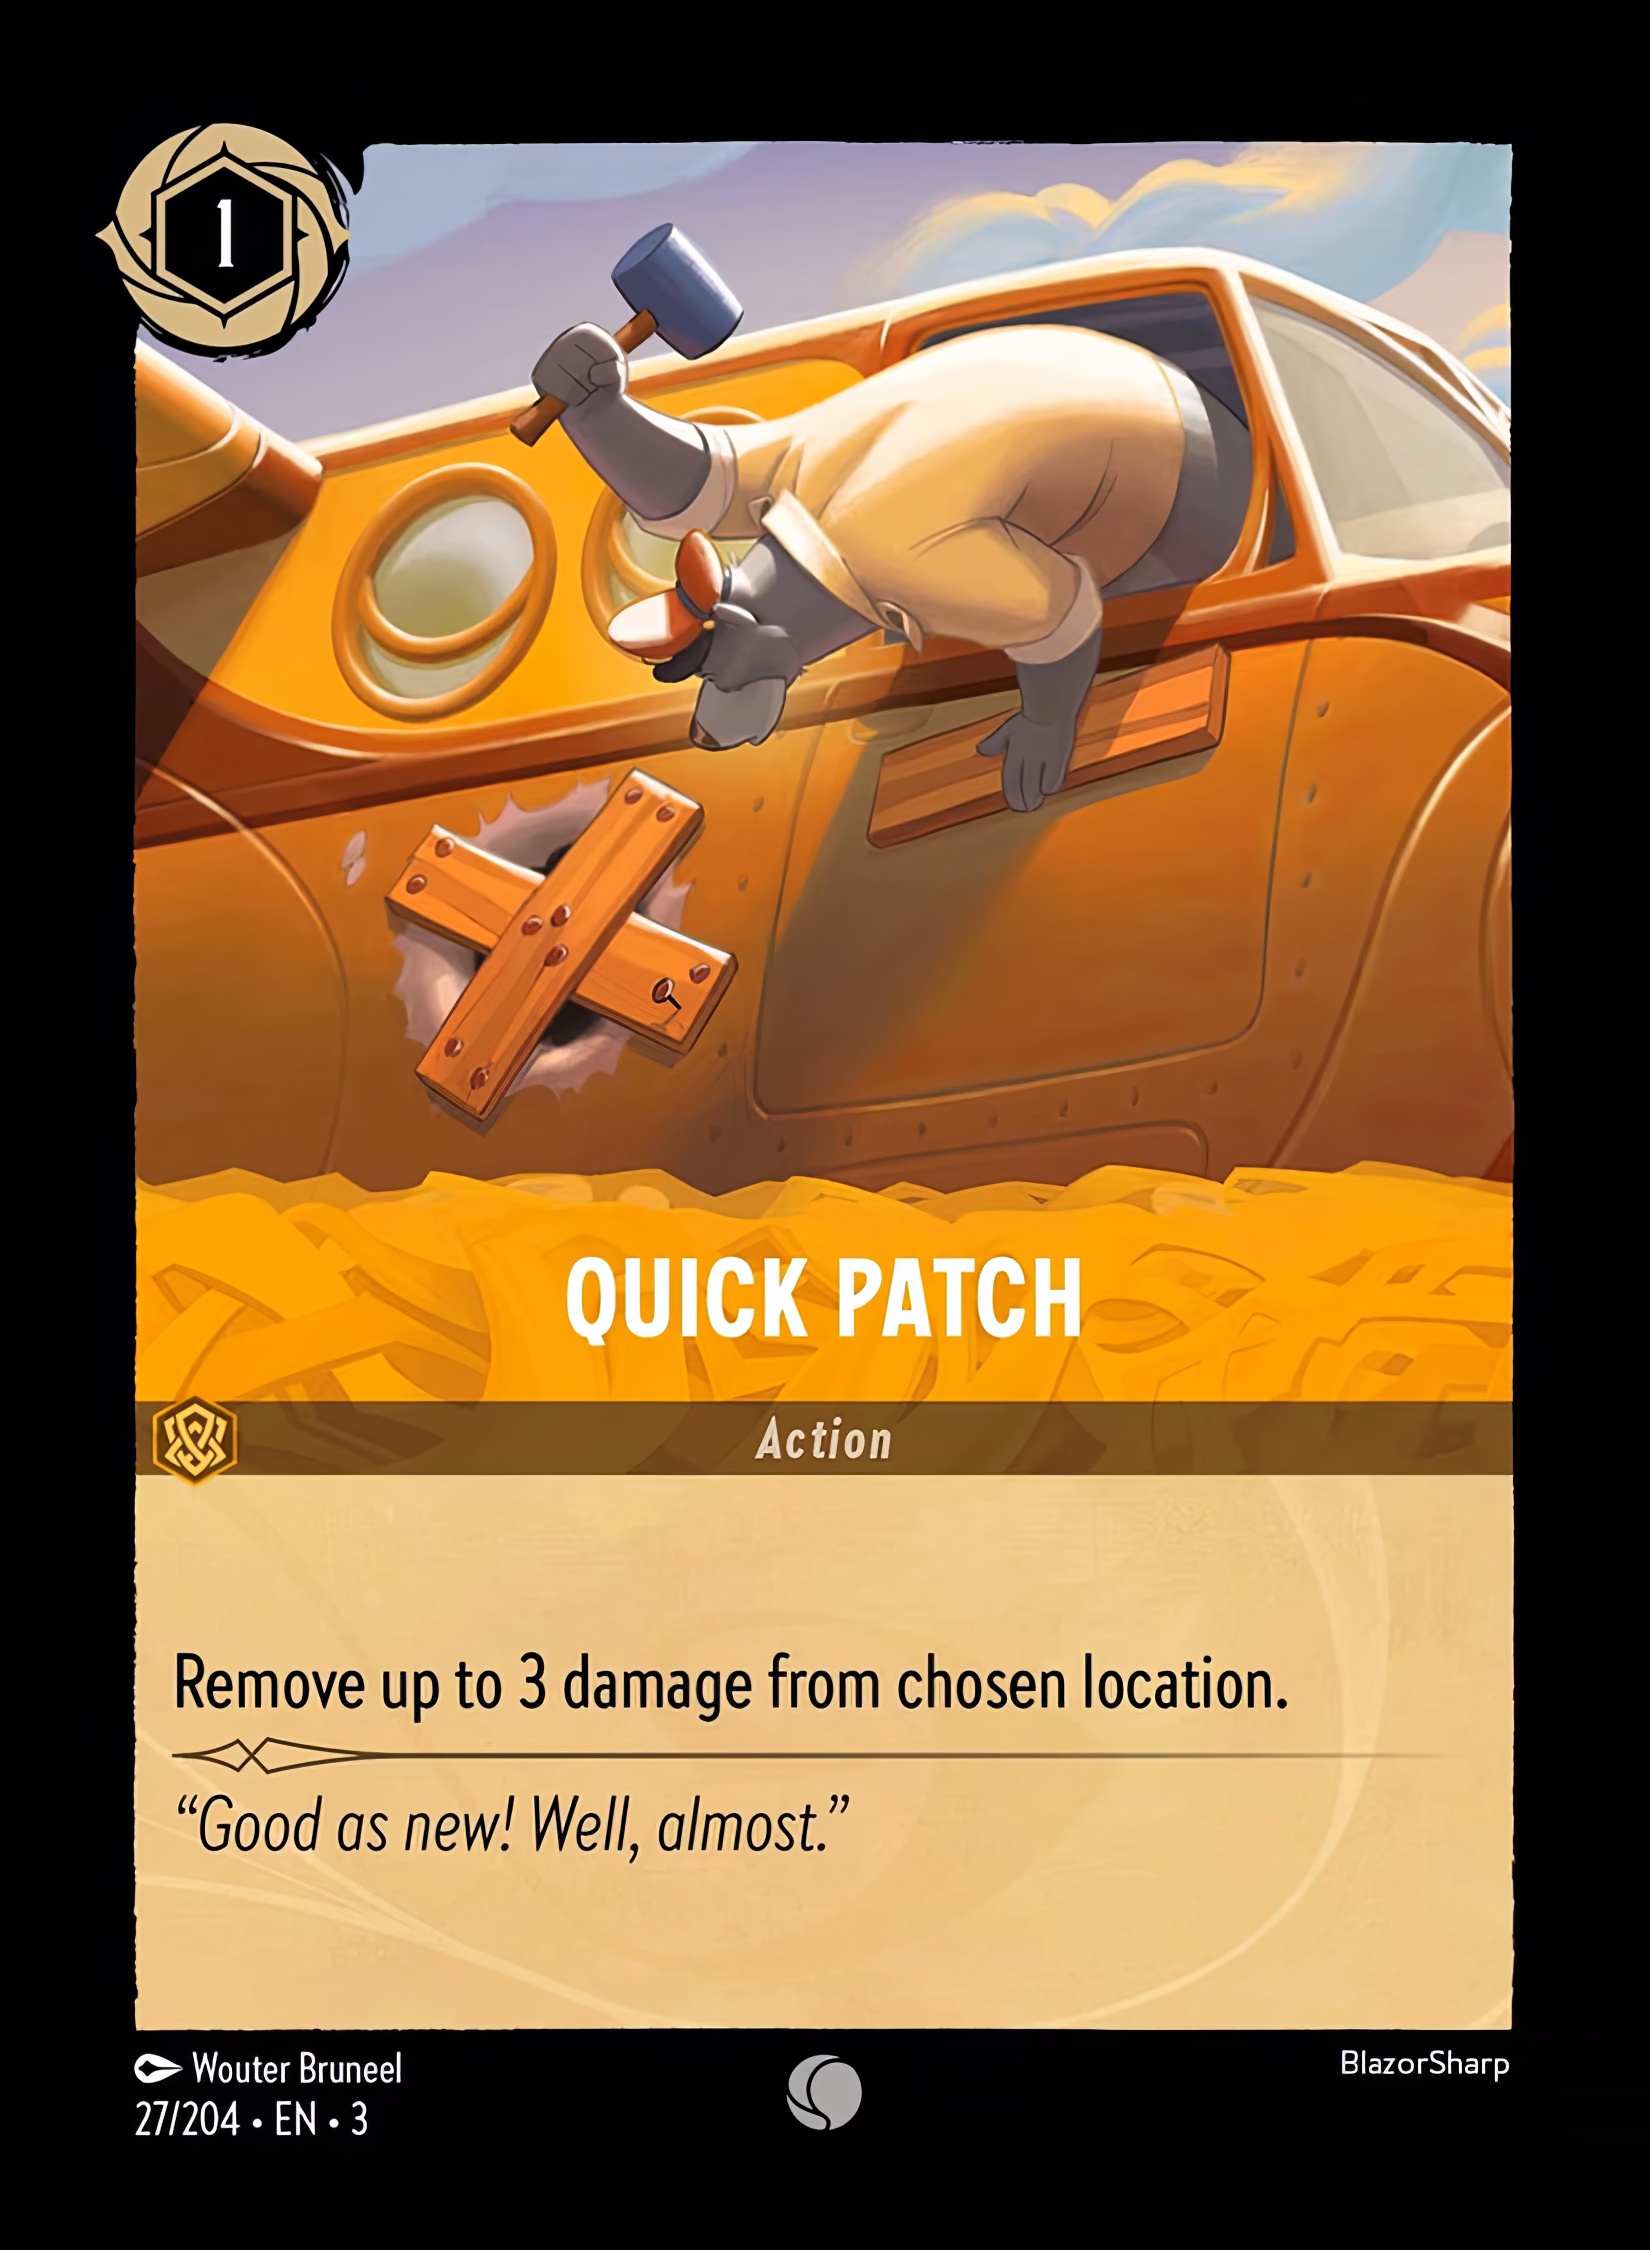 1
QUICK PATCH
Action
Remove up to 3 damage from chosen location.
“Good as new! Well, almost.”
Wouter Bruneel
BlazorSharp
27/204 • EN • 3